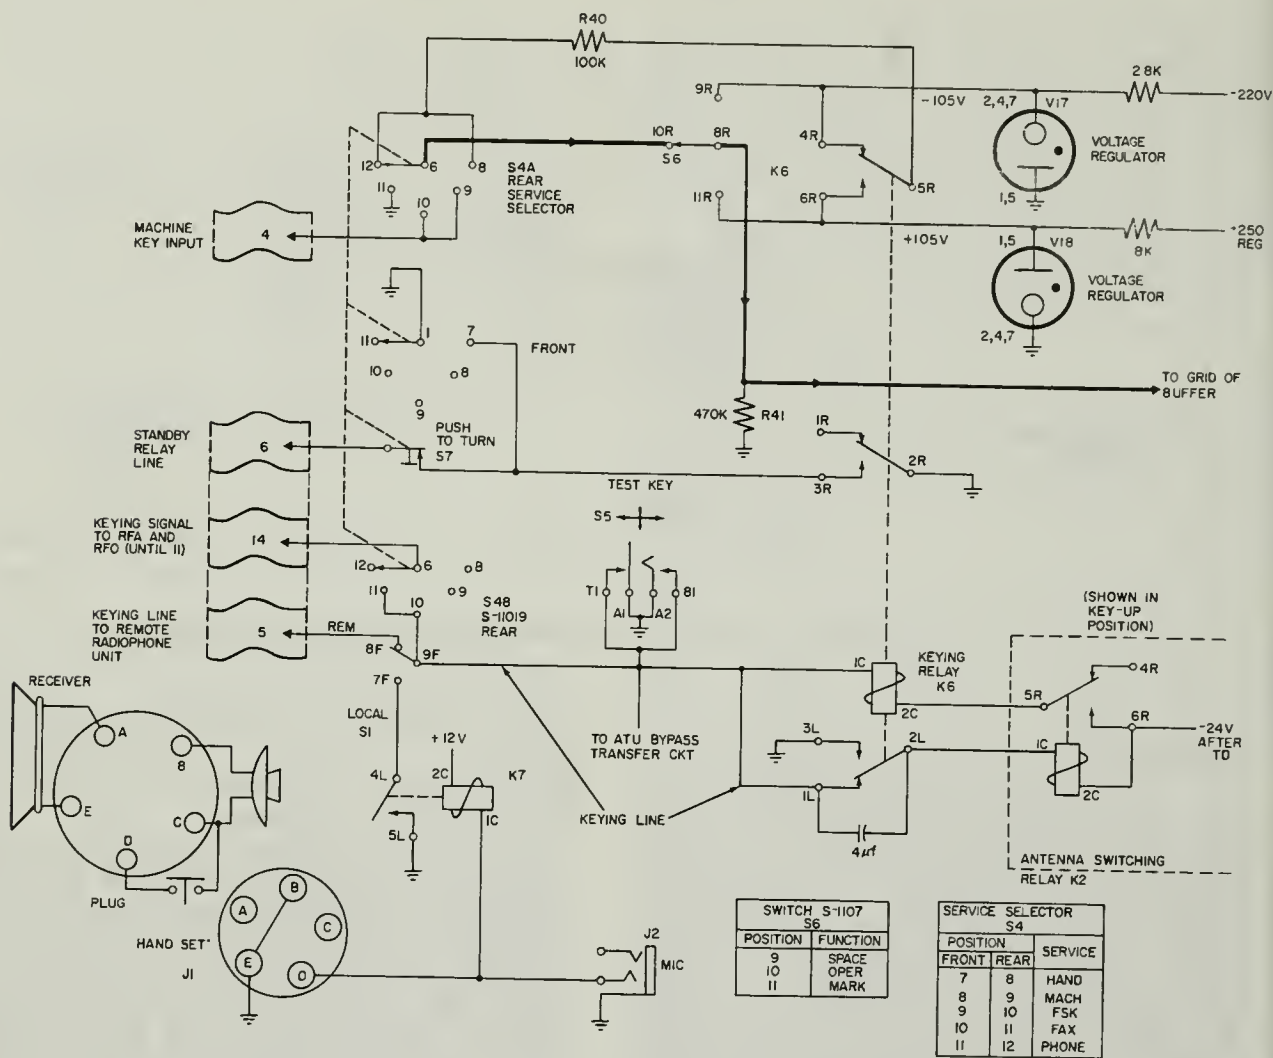 R40
100K
9R
-105V
2,4,7
V17
28K
-220V
VOLTAGE
REGULATOR
1,5
12
6
8
11
9
10
S4A
REAR
SERVICE
SELECTOR
10R
S6
8R
4R
K6
5R
6R
11R
+105V
1,5
V18
8K
+250
REG
VOLTAGE
REGULATOR
2,4,7
MACHINE
KEY INPUT
4
11
1
7
FRONT
10
8
9
TO GRID OF
BUFFER
470K
R41
PUSH
TO TURN
S7
STANDBY
RELAY
LINE
6
1R
2R
3R
TEST KEY
S5
KEYING SIGNAL
TO RFA AND
RFO (UNTIL II)
14
12
6
8
11
10
9
S48
S-11019
REAR
T1
A1
A2
81
KEYING LINE
TO REMOTE
RADIOPHONE
UNIT
5
REM
8F
9F
7F
LOCAL
S1
1C
KEYING
RELAY
K6
2C
(SHOWN IN
KEY-UP
POSITION)
5R
4R
6R
-24V
AFTER
TD
1C
2C
RECEIVER
A
8
E
C
D
PLUG
+12V
2C
K7
1C
4L
5L
TO ATU BYPASS
TRANSFER CKT
KEYING LINE
3L
2L
1L
4µf
ANTENNA SWITCHING
RELAY K2
HAND SET
J1
A
B
C
E
O
J2
MIC
SWITCH S-1107
S6
POSITION FUNCTION
9 SPACE
10 OPER
11 MARK
SERVICE SELECTOR
S4
POSITION SERVICE
FRONT REAR
7 8 HAND
8 9 MACH
9 10 FSK
10 11 FAX
11 12 PHONE